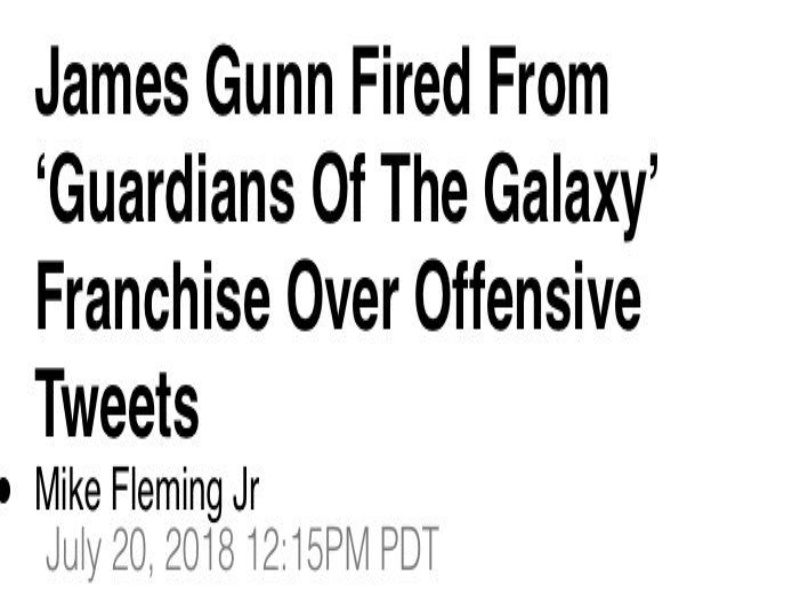 James Gunn Fired From
‘Guardians Of The Galaxy’
Franchise Over Offensive
Tweets
• Mike Fleming Jr
July 20, 2018 12:15PM PDT